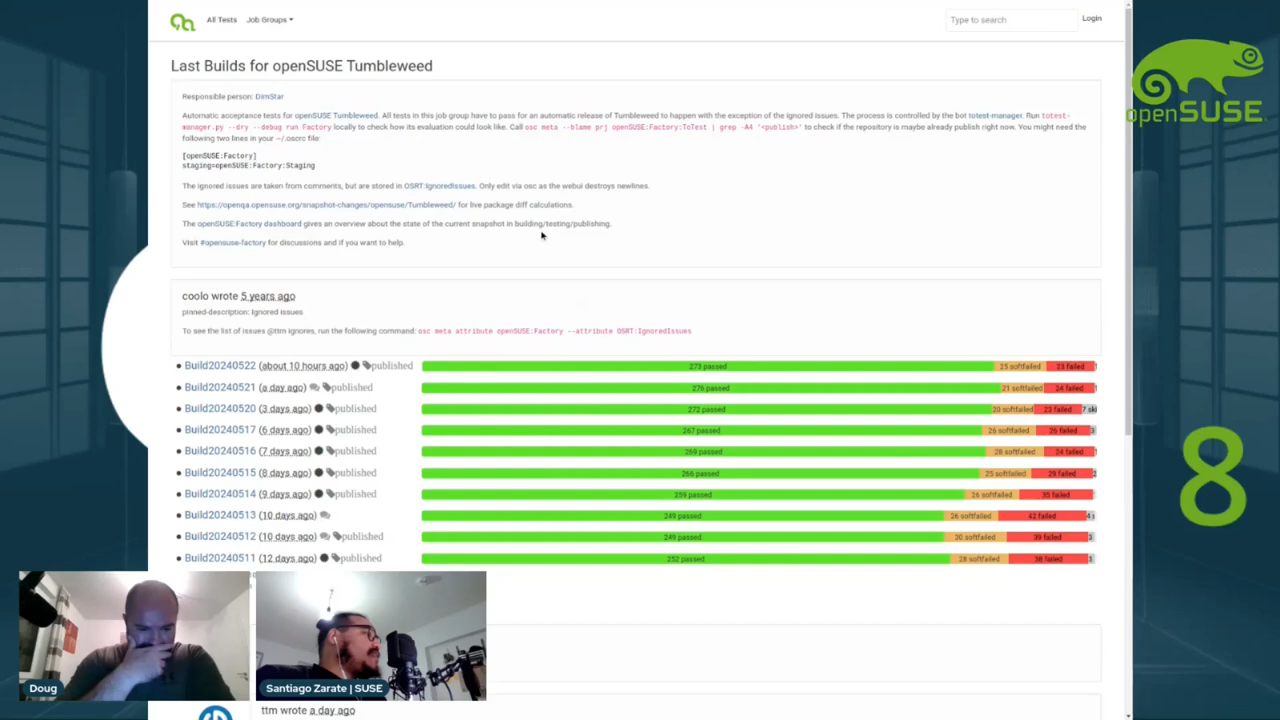 All Tests Job Groups Type to search Login
openSUSE
Last Builds for openSUSE Tumbleweed
Responsible person: DimStar
Automatic acceptance tests for openSUSE Tumbleweed. All tests in this job group have to pass for an automatic release of Tumbleweed to happen with the exception of the ignored issues. The process is controlled by the bot totest-manager. Run totest-
manager.py --dry --debug run Factory locally to check how its evaluation could look like. Call osc meta --blame prj openSUSE:Factory:ToTest | grep -A4 '<publish>' to check if the repository is maybe already publish right now. You might need the
following two lines in your ~/.oscrc file:
[openSUSE:Factory]
staging=openSUSE:Factory:Staging
The ignored issues are taken from comments, but are stored in OSRT:IgnoredIssues. Only edit via osc as the webui destroys newlines.
See https://openqa.opensuse.org/snapshot-changes/opensuse/Tumbleweed/ for live package diff calculations.
The openSUSE:Factory dashboard gives an overview about the state of the current snapshot in building/testing/publishing.
Visit #opensuse-factory for discussions and if you want to help.
coolo wrote 5 years ago
pinned-description: Ignored issues
To see the list of issues @ttm ignores, run the following command: osc meta attribute openSUSE:Factory --attribute OSRT:IgnoredIssues
Build20240522 (about 10 hours ago) published 273 passed 25 softfailed 23 failed
Build20240521 (a day ago) published 276 passed 21 softfailed 24 failed
Build20240520 (3 days ago) published 272 passed 20 softfailed 23 failed 7 ski
Build20240517 (6 days ago) published 267 passed 26 softfailed 26 failed 3
Build20240516 (7 days ago) published 269 passed 28 softfailed 24 failed
Build20240515 (8 days ago) published 266 passed 25 softfailed 29 failed 2
Build20240514 (9 days ago) published 259 passed 26 softfailed 35 failed
Build20240513 (10 days ago) 249 passed 26 softfailed 42 failed 4 s
Build20240512 (10 days ago) published 249 passed 30 softfailed 39 failed 3
Build20240511 (12 days ago) published 252 passed 28 softfailed 38 failed 3
8
Doug
Santiago Zarate | SUSE
ttm wrote a day ago